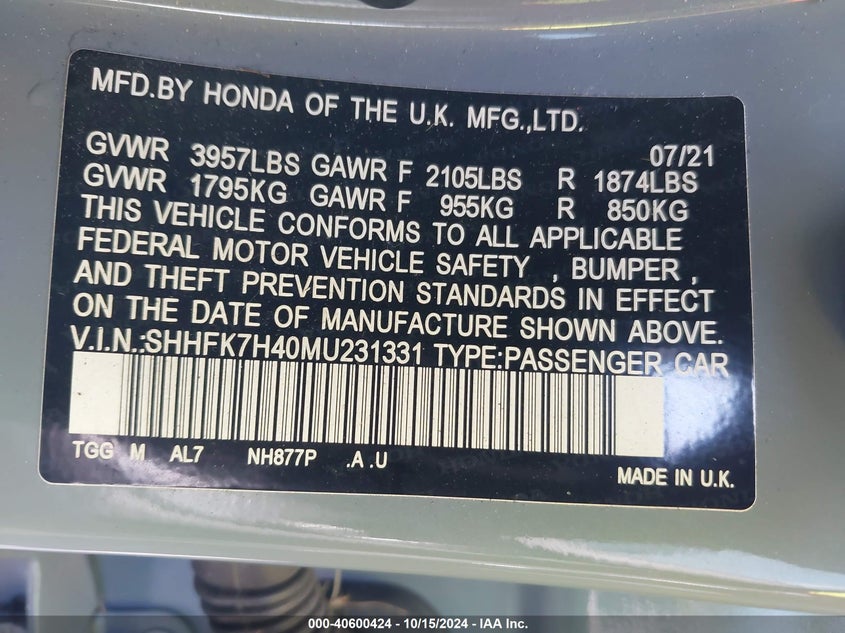 MFD.BY HONDA OF THE U.K. MFG.,LTD.
07/21
GVWR 3957LBS GAWR F 2105LBS R 1874LBS
GVWR 1795KG GAWR F 955KG R 850KG
THIS VEHICLE CONFORMS TO ALL APPLICABLE
FEDERAL MOTOR VEHICLE SAFETY , BUMPER ,
AND THEFT PREVENTION STANDARDS IN EFFECT
ON THE DATE OF MANUFACTURE SHOWN ABOVE.
V.I.N.:SHHFK7H40MU231331 TYPE:PASSENGER CAR
TGG M AL7 NH877P .A .U
MADE IN U.K.
000-40600424 - 10/15/2024 - IAA Inc.